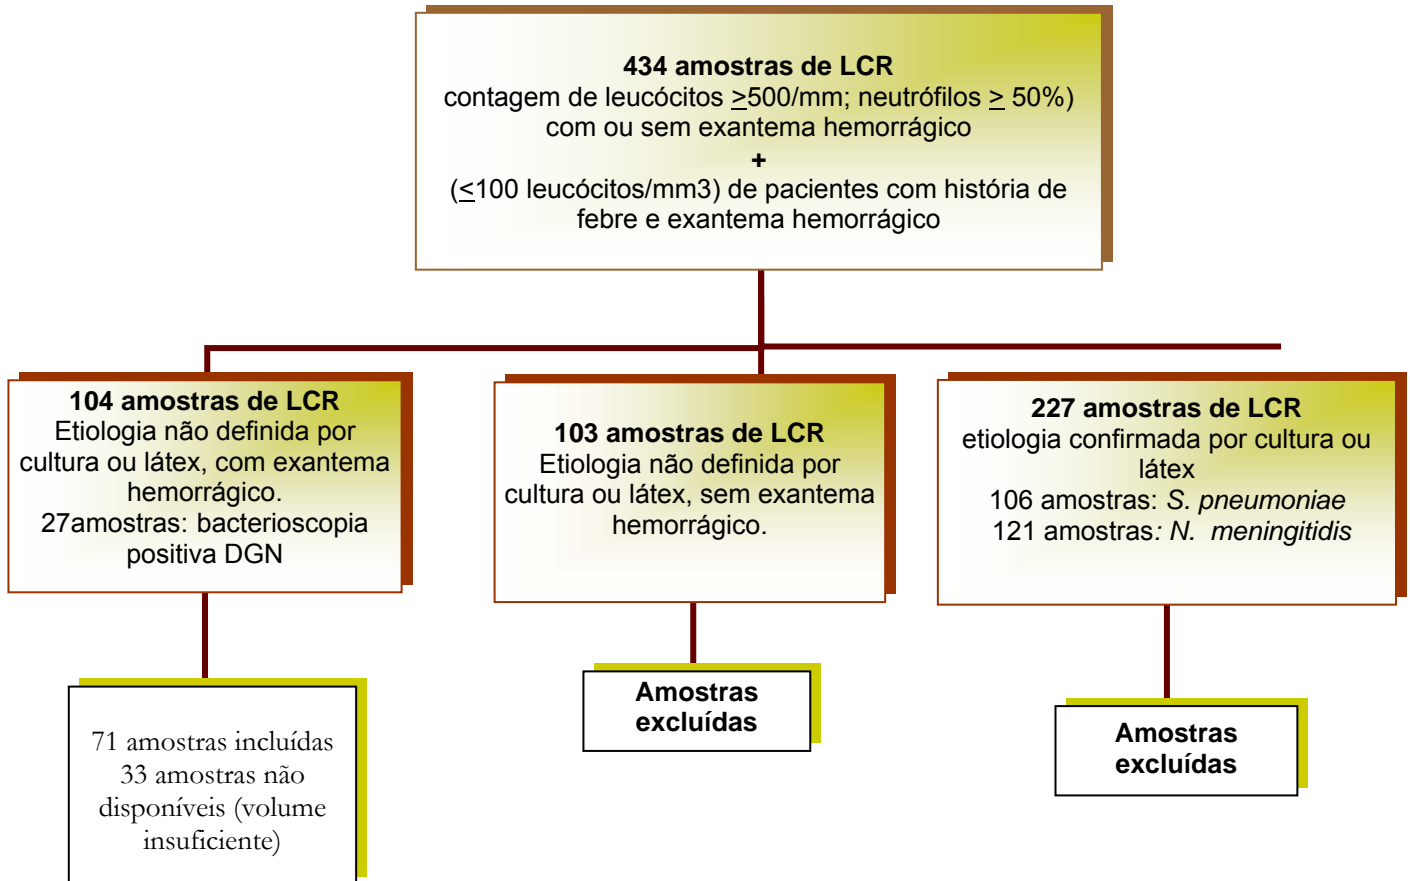 434 amostras de LCR
contagem de leucócitos ≥500/mm; neutrófilos ≥ 50%)
com ou sem exantema hemorrágico
+
(≤100 leucócitos/mm3) de pacientes com história de
febre e exantema hemorrágico
104 amostras de LCR
Etiologia não definida por
cultura ou látex, com exantema
hemorrágico.
27amostras: bacterioscopia
positiva DGN
103 amostras de LCR
Etiologia não definida por
cultura ou látex, sem exantema
hemorrágico.
227 amostras de LCR
etiologia confirmada por cultura ou
látex
106 amostras: S. pneumoniae
121 amostras: N. meningitidis
71 amostras incluídas
33 amostras não
disponíveis (volume
insuficiente)
Amostras
excluídas
Amostras
excluídas